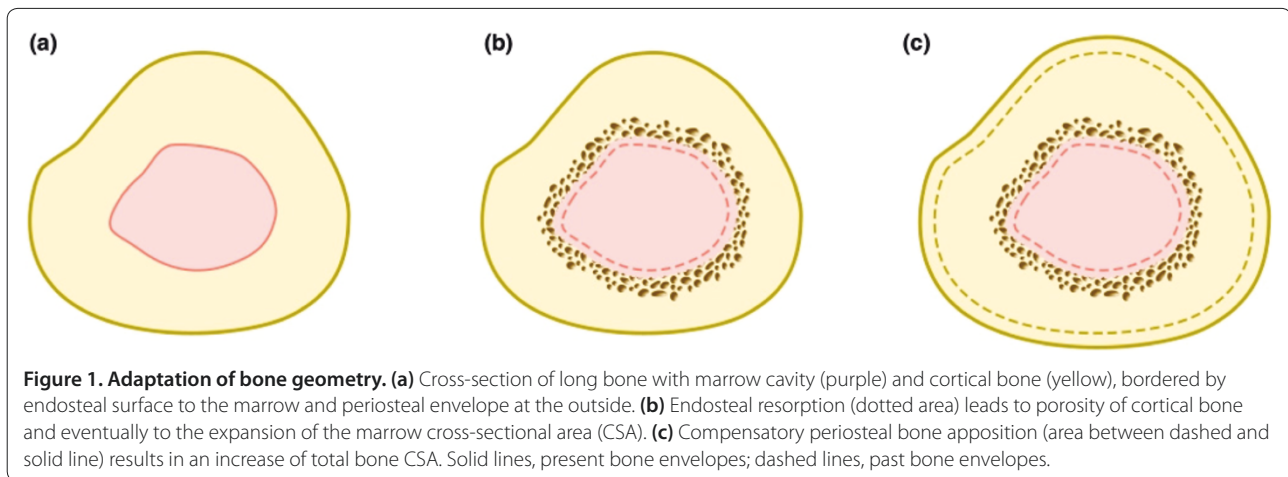 (a) (b) (c)
Figure 1. Adaptation of bone geometry. (a) Cross-section of long bone with marrow cavity (purple) and cortical bone (yellow), bordered by
endosteal surface to the marrow and periosteal envelope at the outside. (b) Endosteal resorption (dotted area) leads to porosity of cortical bone
and eventually to the expansion of the marrow cross-sectional area (CSA). (c) Compensatory periosteal bone apposition (area between dashed and
solid line) results in an increase of total bone CSA. Solid lines, present bone envelopes; dashed lines, past bone envelopes.